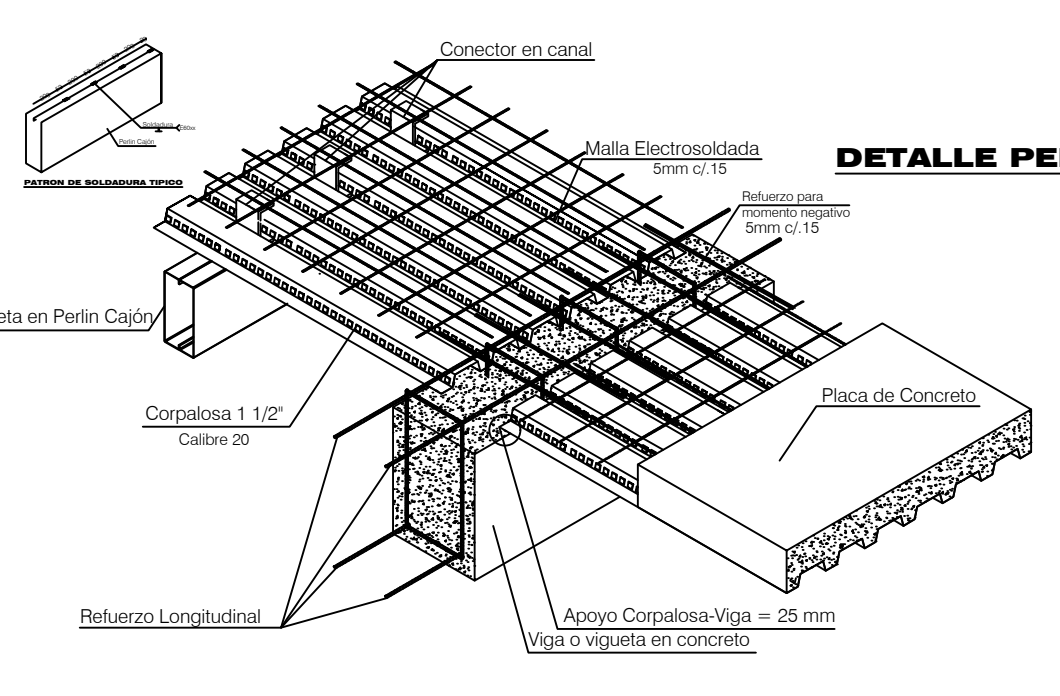 Conector en canal
Soldadura
E60xx
Perlin Cajón
PATRON DE SOLDADURA TIPICO
Malla Electrosoldada
5mm c/.15
DETALLE PE
Refuerzo para
momento negativo
5mm c/.15
eta en Perlin Cajón
Placa de Concreto
Corpalosa 1 1/2"
Calibre 20
Refuerzo Longitudinal
Apoyo Corpalosa-Viga = 25 mm
Viga o vigueta en concreto